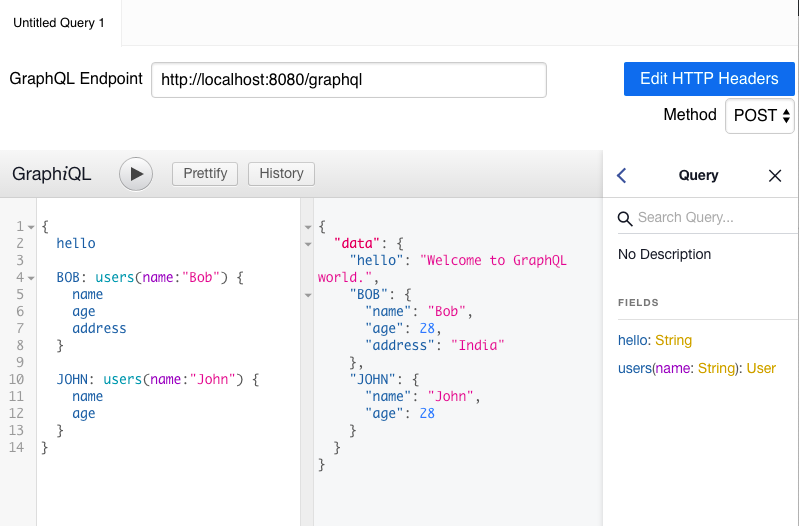 Untitled Query 1
GraphQL Endpoint http://localhost:8080/graphql Edit HTTP Headers
Method POST
GraphiQL Prettify History
1 {
2 hello
3
4 BOB: users(name:"Bob") {
5 name
6 age
7 address
8 }
9
10 JOHN: users(name:"John") {
11 name
12 age
13 }
14 }
{
"data": {
"hello": "Welcome to GraphQL
world.",
"BOB": {
"name": "Bob",
"age": 28,
"address": "India"
},
"JOHN": {
"name": "John",
"age": 28
}
}
}
Query
Search Query...
No Description
FIELDS
hello: String
users(name: String): User